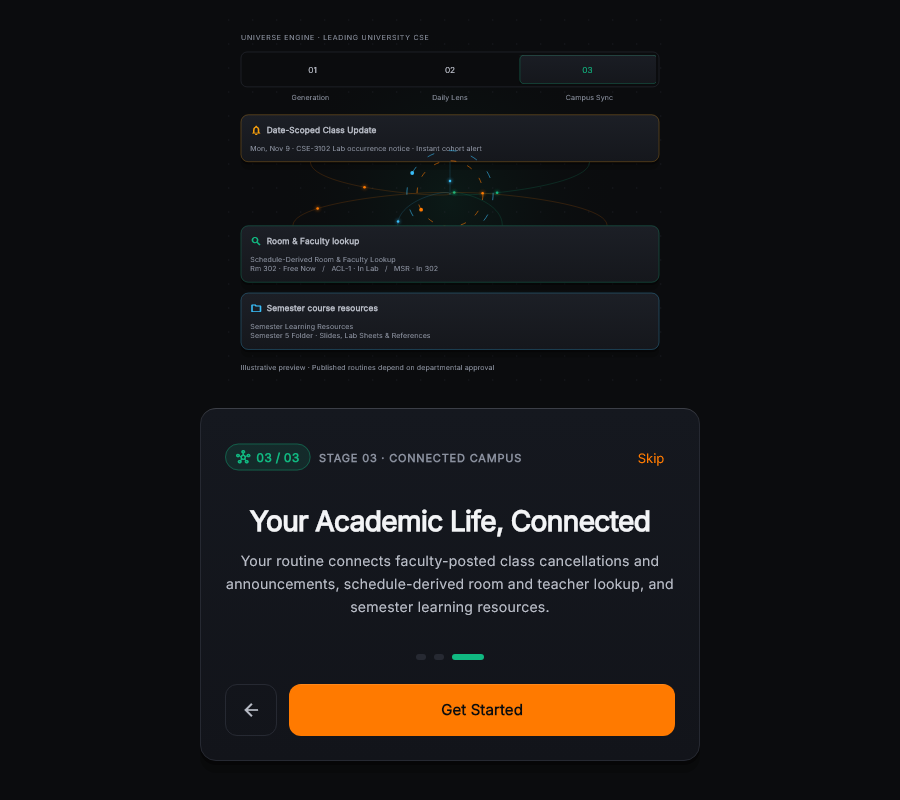 UNIVERSE ENGINE · LEADING UNIVERSITY CSE
01 02 03
Generation Daily Lens Campus Sync
Date-Scoped Class Update
Mon, Nov 9 · CSE-3102 Lab occurrence notice · Instant cohort alert
Room & Faculty lookup
Schedule-Derived Room & Faculty Lookup
Rm 302 · Free Now / ACL-1 · In Lab / MSR · In 302
Semester course resources
Semester Learning Resources
Semester 5 Folder · Slides, Lab Sheets & References
Illustrative preview · Published routines depend on departmental approval
03 / 03 STAGE 03 · CONNECTED CAMPUS Skip
Your Academic Life, Connected
Your routine connects faculty-posted class cancellations and
announcements, schedule-derived room and teacher lookup, and
semester learning resources.
Get Started